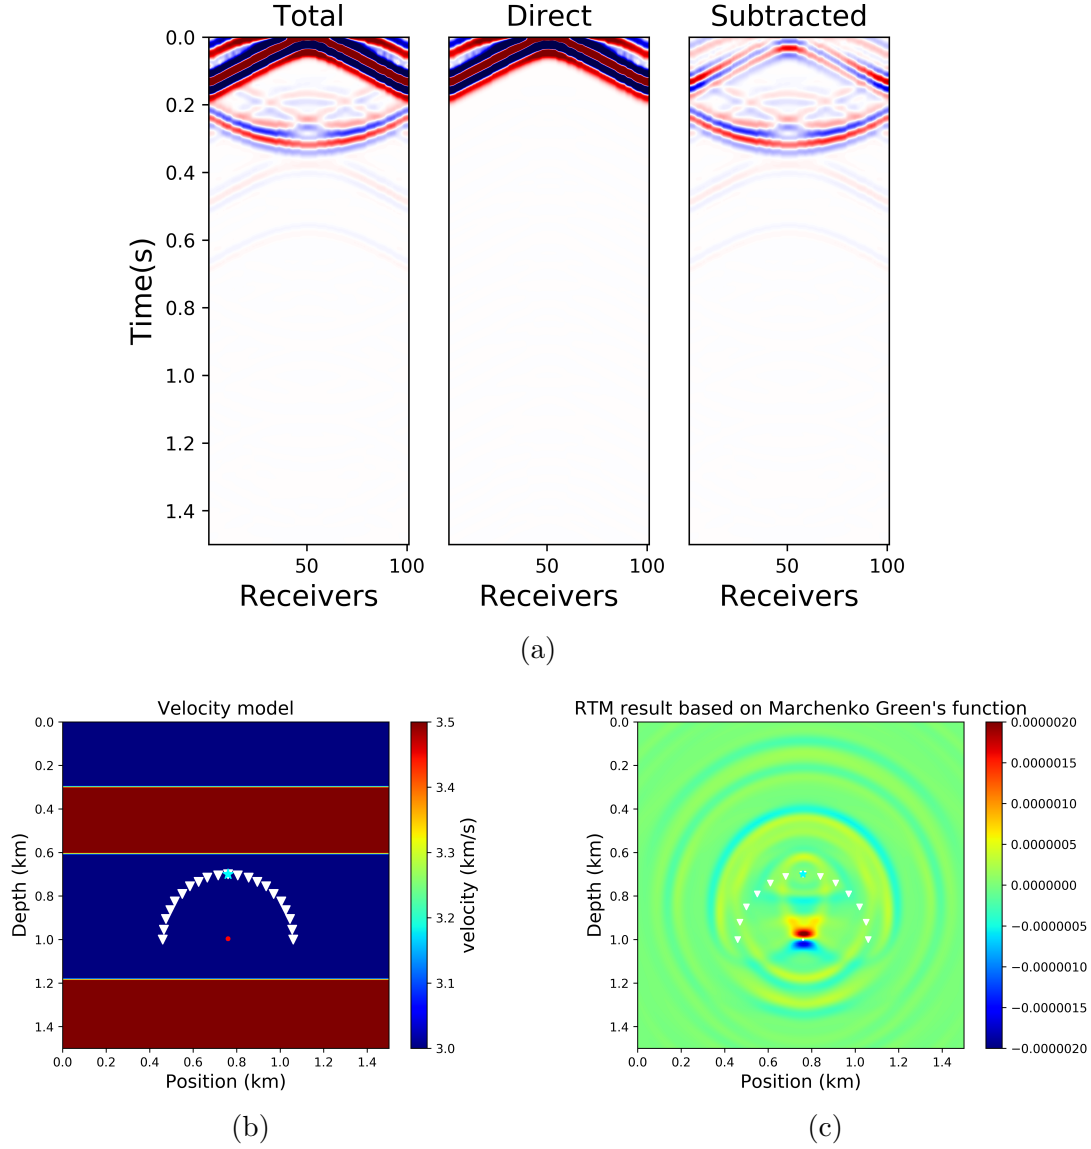 Total Direct Subtracted
0.0
0.2
0.4
0.6
0.8
1.0
1.2
1.4
Time(s)
50 100 50 100 50 100
Receivers Receivers Receivers
(a)
Velocity model
0.0
0.2
0.4
0.6
0.8
1.0
1.2
1.4
Depth (km)
0.0 0.2 0.4 0.6 0.8 1.0 1.2 1.4
Position (km)
3.5
3.4
3.3
3.2
3.1
3.0
velocity (km/s)
(b)
RTM result based on Marchenko Green's function
0.0
0.2
0.4
0.6
0.8
1.0
1.2
1.4
Depth (km)
0.0 0.2 0.4 0.6 0.8 1.0 1.2 1.4
Position (km)
0.0000020
0.0000015
0.0000010
0.0000005
0.0000000
−0.0000005
−0.0000010
−0.0000015
−0.0000020
(c)